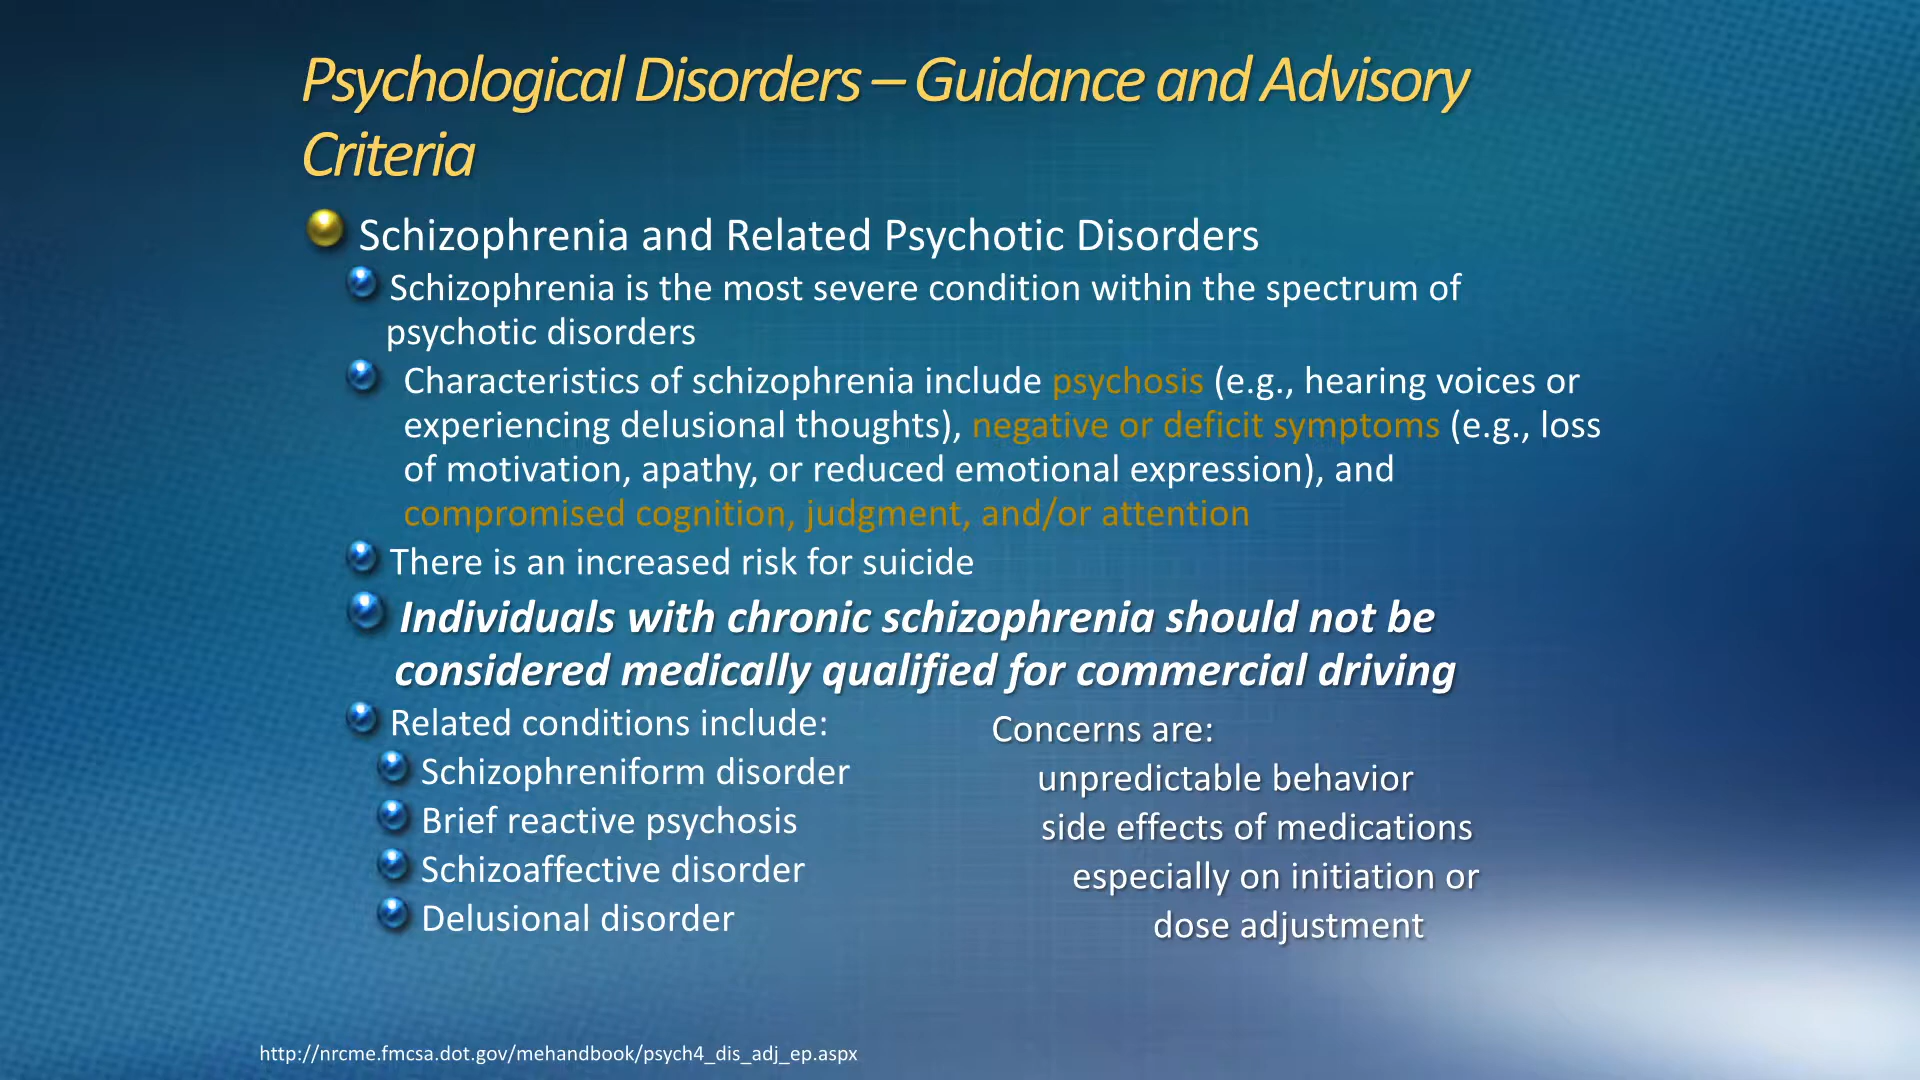 Psychological Disorders – Guidance and Advisory
Criteria
Schizophrenia and Related Psychotic Disorders
Schizophrenia is the most severe condition within the spectrum of
psychotic disorders
Characteristics of schizophrenia include psychosis (e.g., hearing voices or
experiencing delusional thoughts), negative or deficit symptoms (e.g., loss
of motivation, apathy, or reduced emotional expression), and
compromised cognition, judgment, and/or attention
There is an increased risk for suicide
Individuals with chronic schizophrenia should not be
considered medically qualified for commercial driving
Related conditions include:
Schizophreniform disorder
Brief reactive psychosis
Schizoaffective disorder
Delusional disorder
Concerns are:
unpredictable behavior
side effects of medications
especially on initiation or
dose adjustment
http://nrcme.fmcsa.dot.gov/mehandbook/psych4_dis_adj_ep.aspx